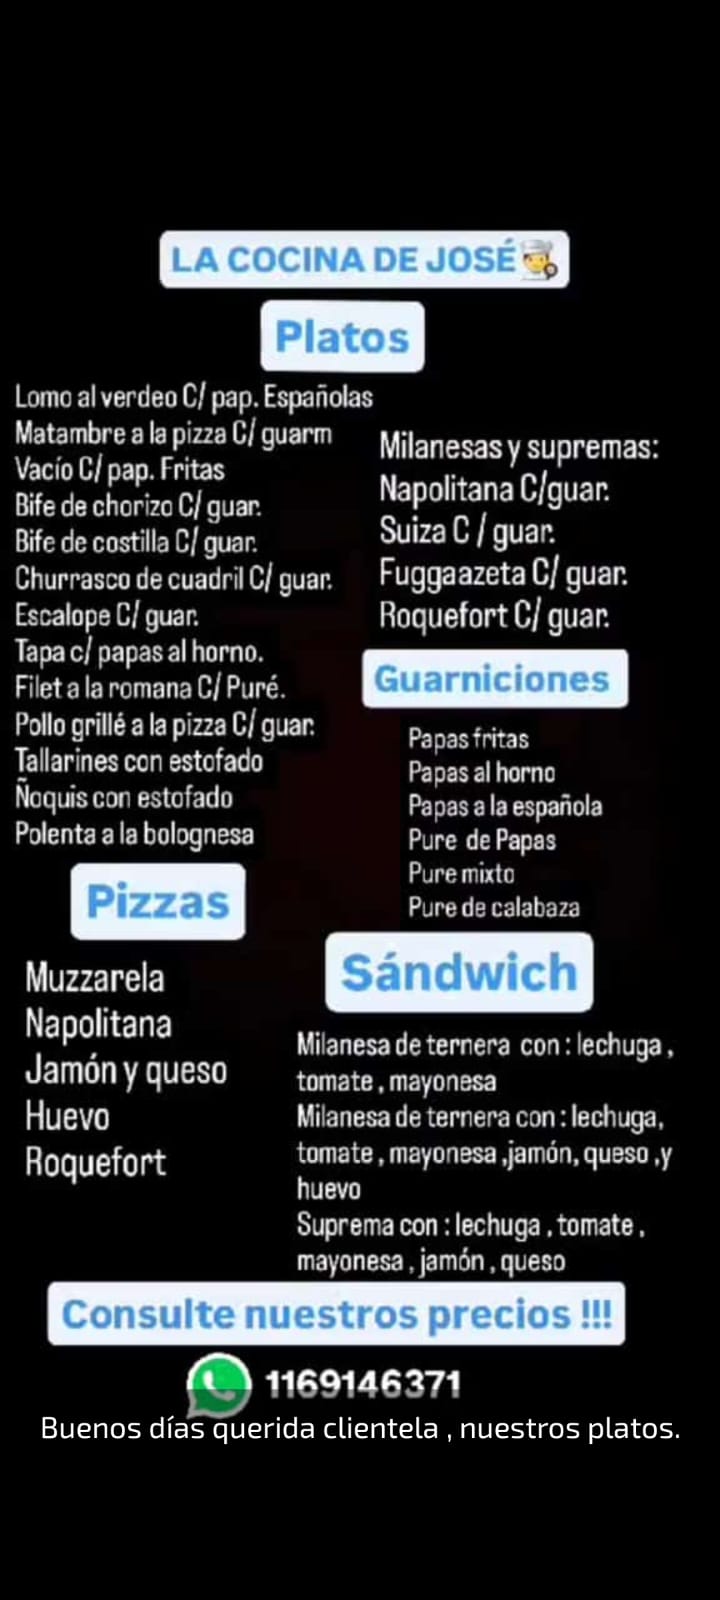 LA COCINA DE JOSÉ
Platos
Lomo al verdeo C/ pap. Españolas
Matambre a la pizza C/ guarm
Vacío C/ pap. Fritas
Bife de chorizo C/ guar.
Bife de costilla C/ guar.
Churrasco de cuadril C/ guar.
Escalope C/ guar.
Tapa c/ papas al horno.
Filet a la romana C/ Puré.
Pollo grillé a la pizza C/ guar.
Tallarines con estofado
Ñoquis con estofado
Polenta a la bolognesa
Milanesas y supremas:
Napolitana C/guar.
Suiza C / guar.
Fuggaazeta C/ guar.
Roquefort C/ guar.
Guarniciones
Papas fritas
Papas al horno
Papas a la española
Pure de Papas
Pure mixto
Pure de calabaza
Pizzas
Muzzarela
Napolitana
Jamón y queso
Huevo
Roquefort
Sándwich
Milanesa de ternera con : lechuga ,
tomate , mayonesa
Milanesa de ternera con : lechuga,
tomate , mayonesa ,jamón, queso ,y
huevo
Suprema con : lechuga , tomate ,
mayonesa , jamón , queso
Consulte nuestros precios !!!
1169146371
Buenos días querida clientela , nuestros platos.